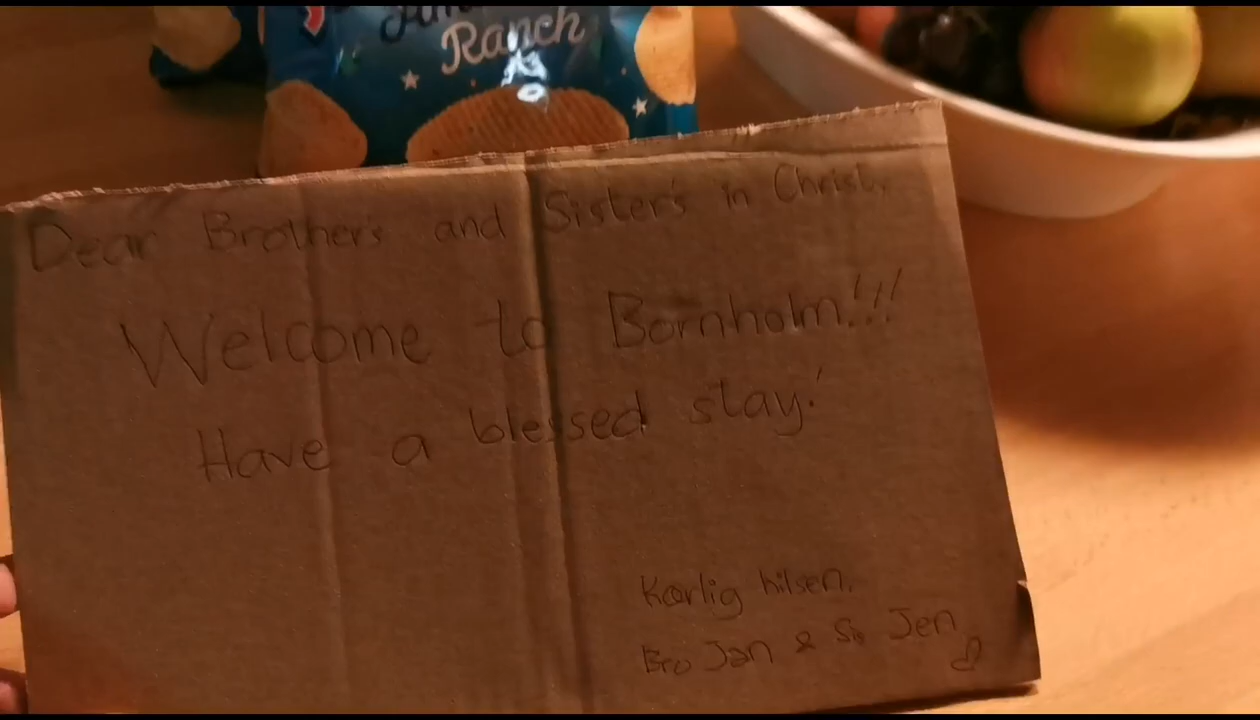 Ranch
Dear Brother's and Sister's in Christ,
Welcome to Bornholm!!!
Have a blessed stay!
Kærlig hilsen,
Bro Jan & Sis Jen